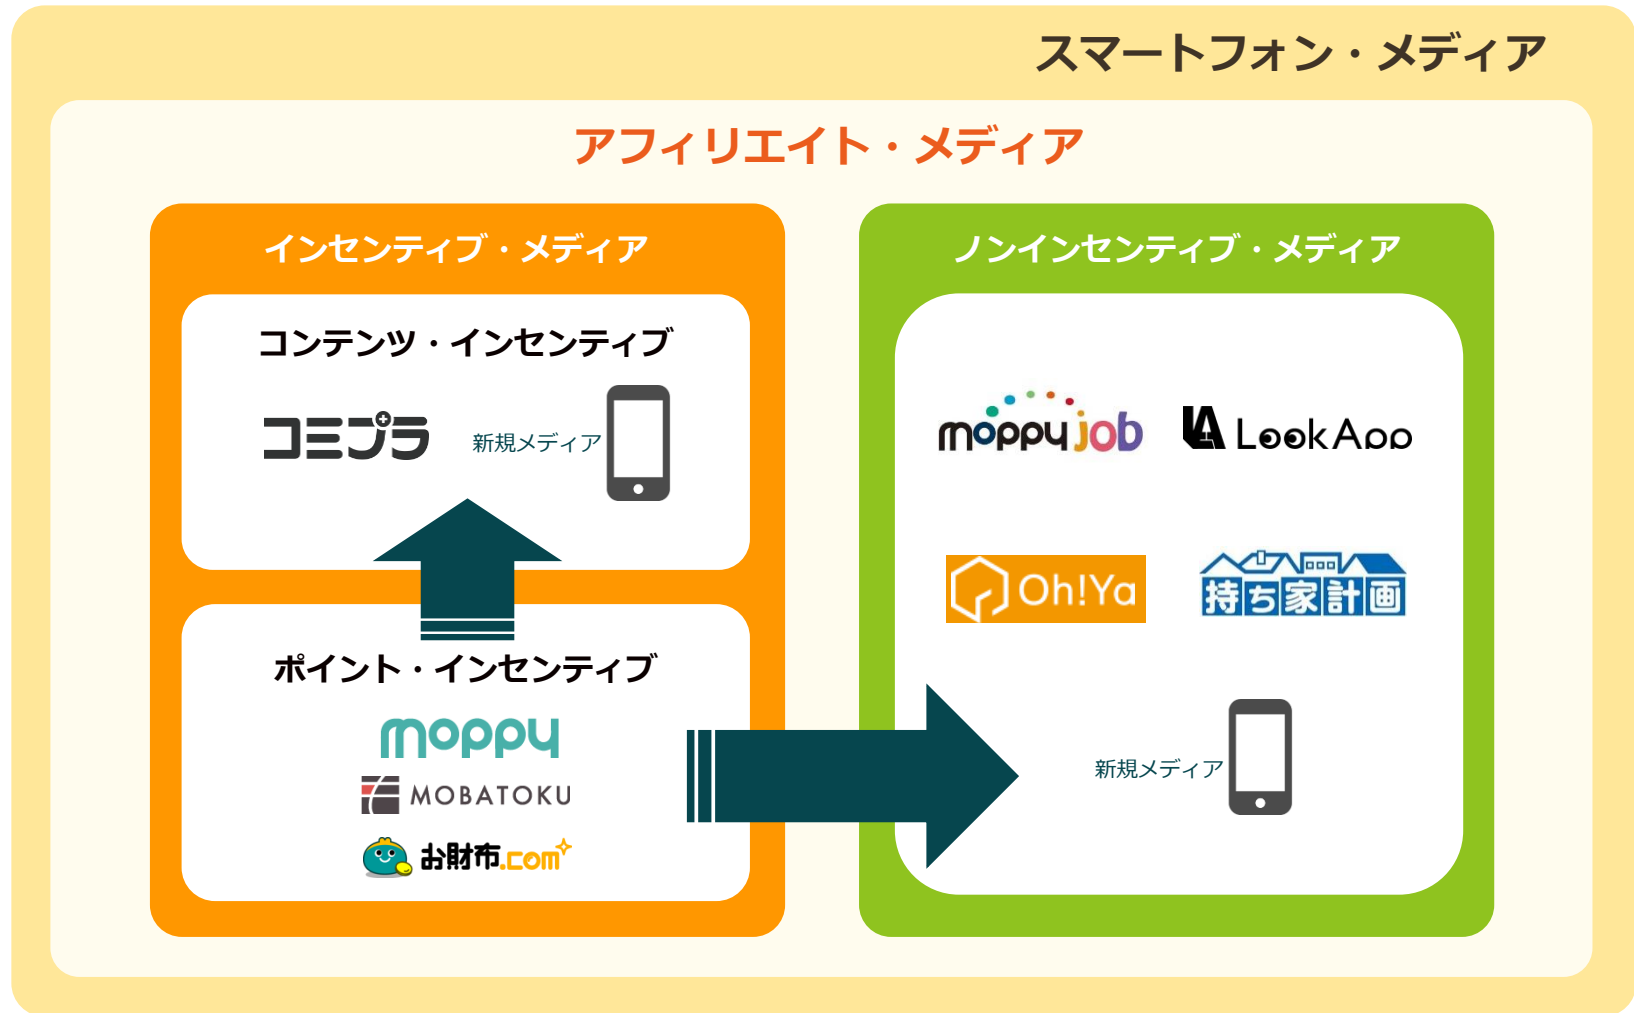 スマートフォン・メディア
アフィリエイト・メディア
インセンティブ・メディア
コンテンツ・インセンティブ
コミプラ
新規メディア
ポイント・インセンティブ
moppy
MOBATOKU
お財布.com
ノンインセンティブ・メディア
moppyjob
LA LookApp
Oh!Ya
持ち家計画
新規メディア